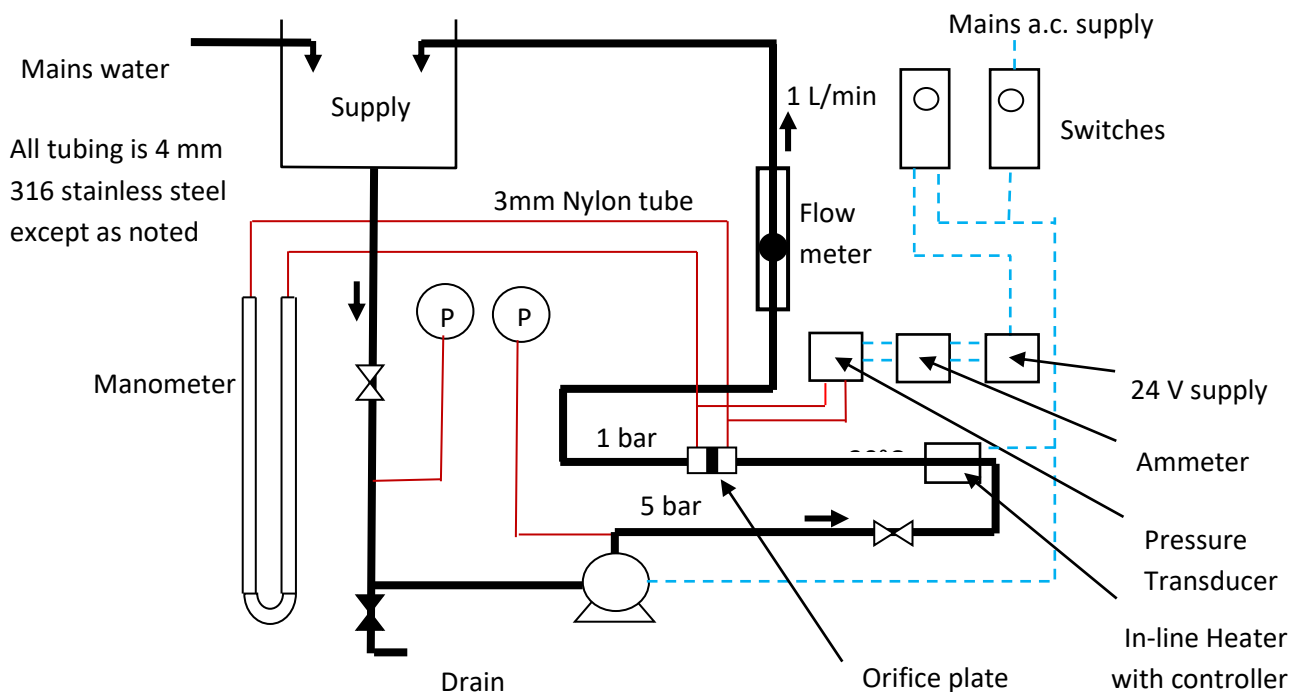 Mains a.c. supply
Mains water
Supply
1 L/min
Switches
All tubing is 4 mm
316 stainless steel
except as noted
3mm Nylon tube
Flow
meter
P
P
Manometer
24 V supply
1 bar
Ammeter
5 bar
Pressure
Transducer
In-line Heater
with controller
Orifice plate
Drain